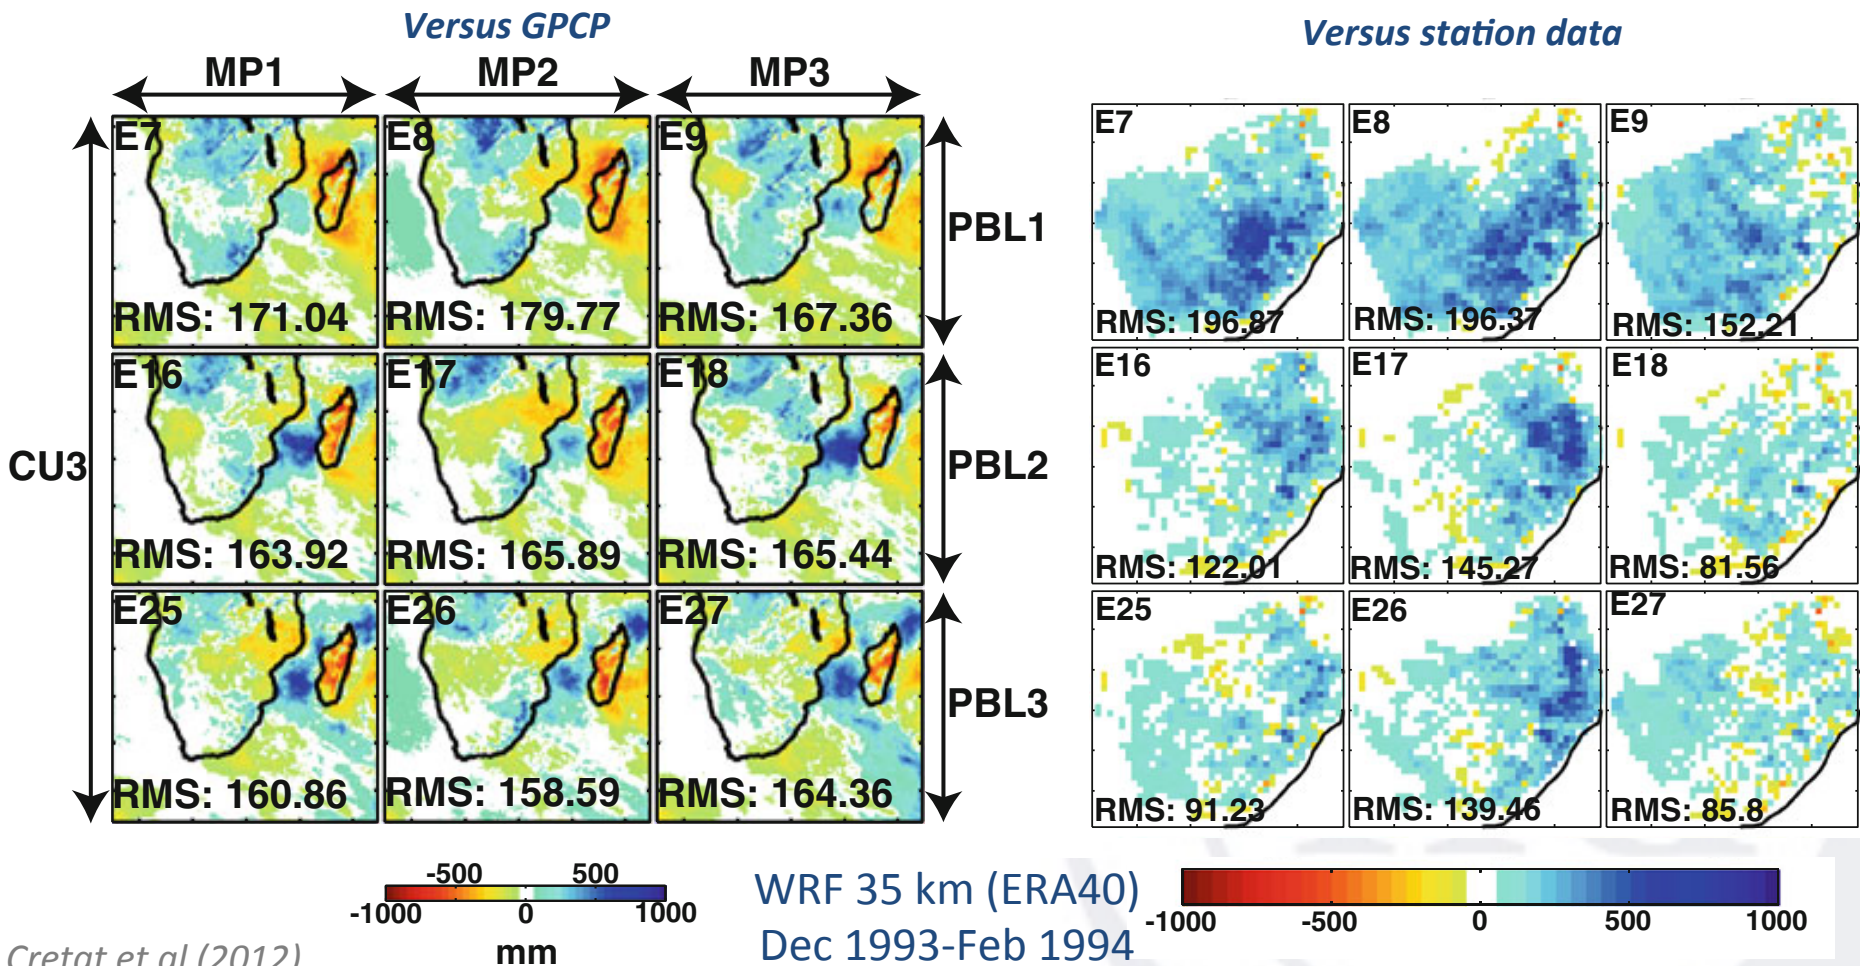 Versus GPCP
Versus station data
MP1 MP2 MP3
E7 E8 E9
PBL1
RMS: 171.04 RMS: 179.77 RMS: 167.36
E16 E17 E18
CU3
PBL2
RMS: 163.92 RMS: 165.89 RMS: 165.44
E25 E26 E27
PBL3
RMS: 160.86 RMS: 158.59 RMS: 164.36
E7 E8 E9
RMS: 196.87 RMS: 196.37 RMS: 152.21
E16 E17 E18
RMS: 122.01 RMS: 145.27 RMS: 81.56
E25 E26 E27
RMS: 91.23 RMS: 139.46 RMS: 85.8
-500 500
-1000 0 1000
mm
WRF 35 km (ERA40)
Dec 1993-Feb 1994
-1000 -500 0 500 1000
Cretat et al (2012)